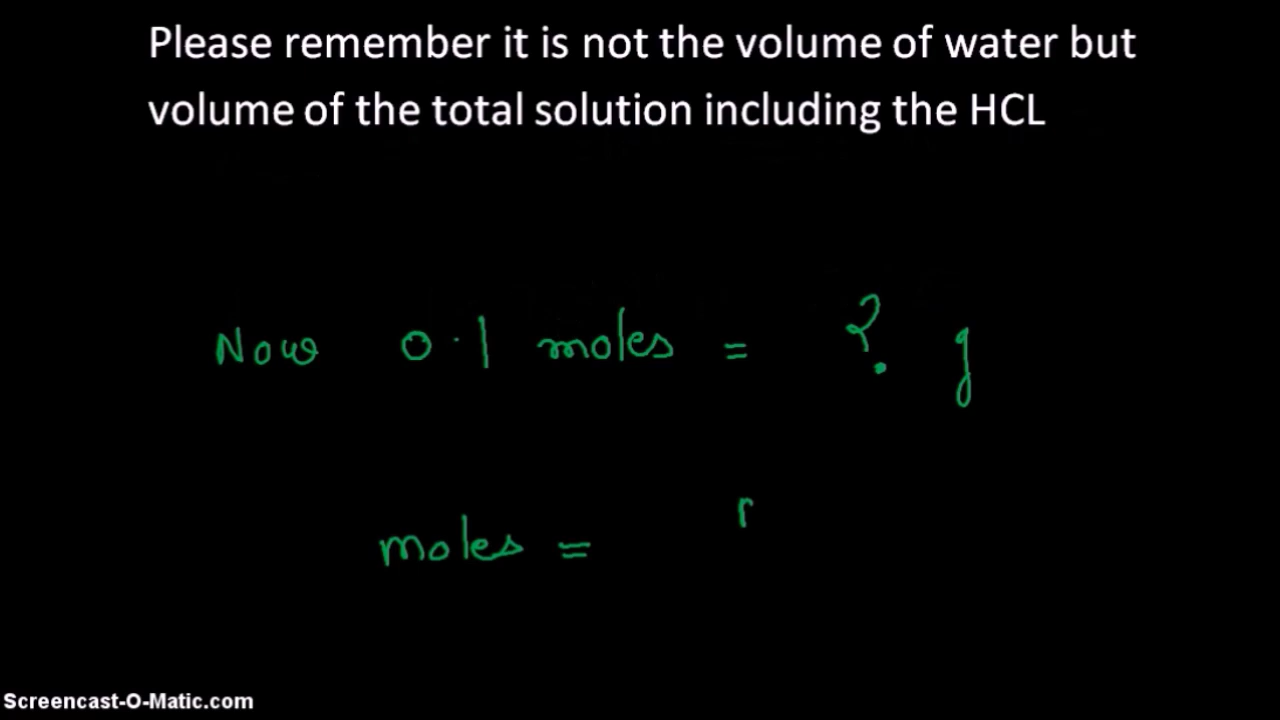 Please remember it is not the volume of water but
volume of the total solution including the HCL
Now 0.1 moles = ? g
moles =
Screencast-O-Matic.com